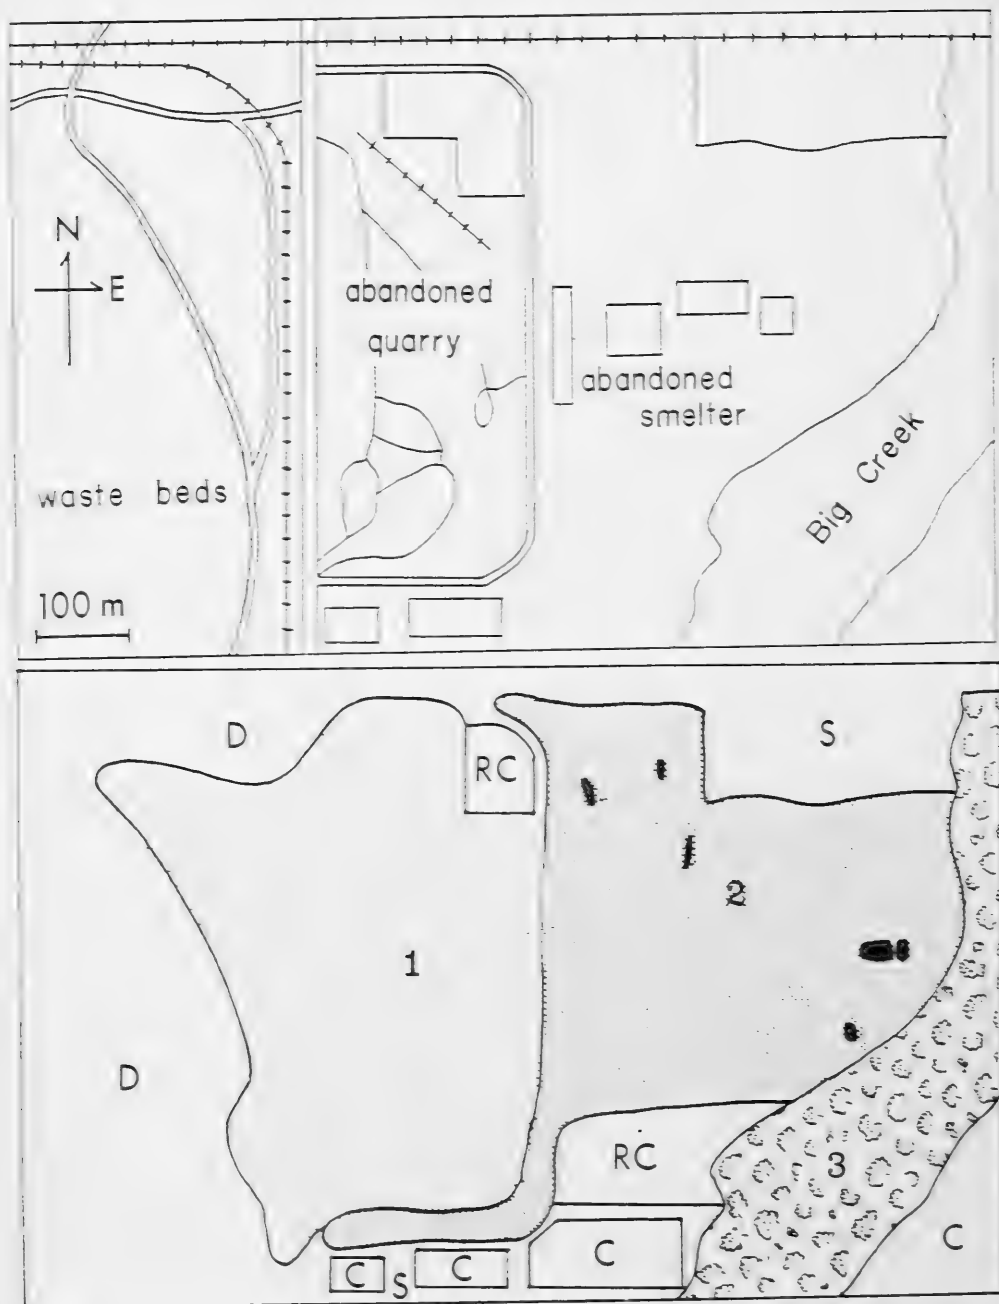 N
E
abandoned
quarry
abandoned
smelter
Big Creek
waste beds
100 m
D
S
RC
2
1
D
RC
3
C
C
C
C
S